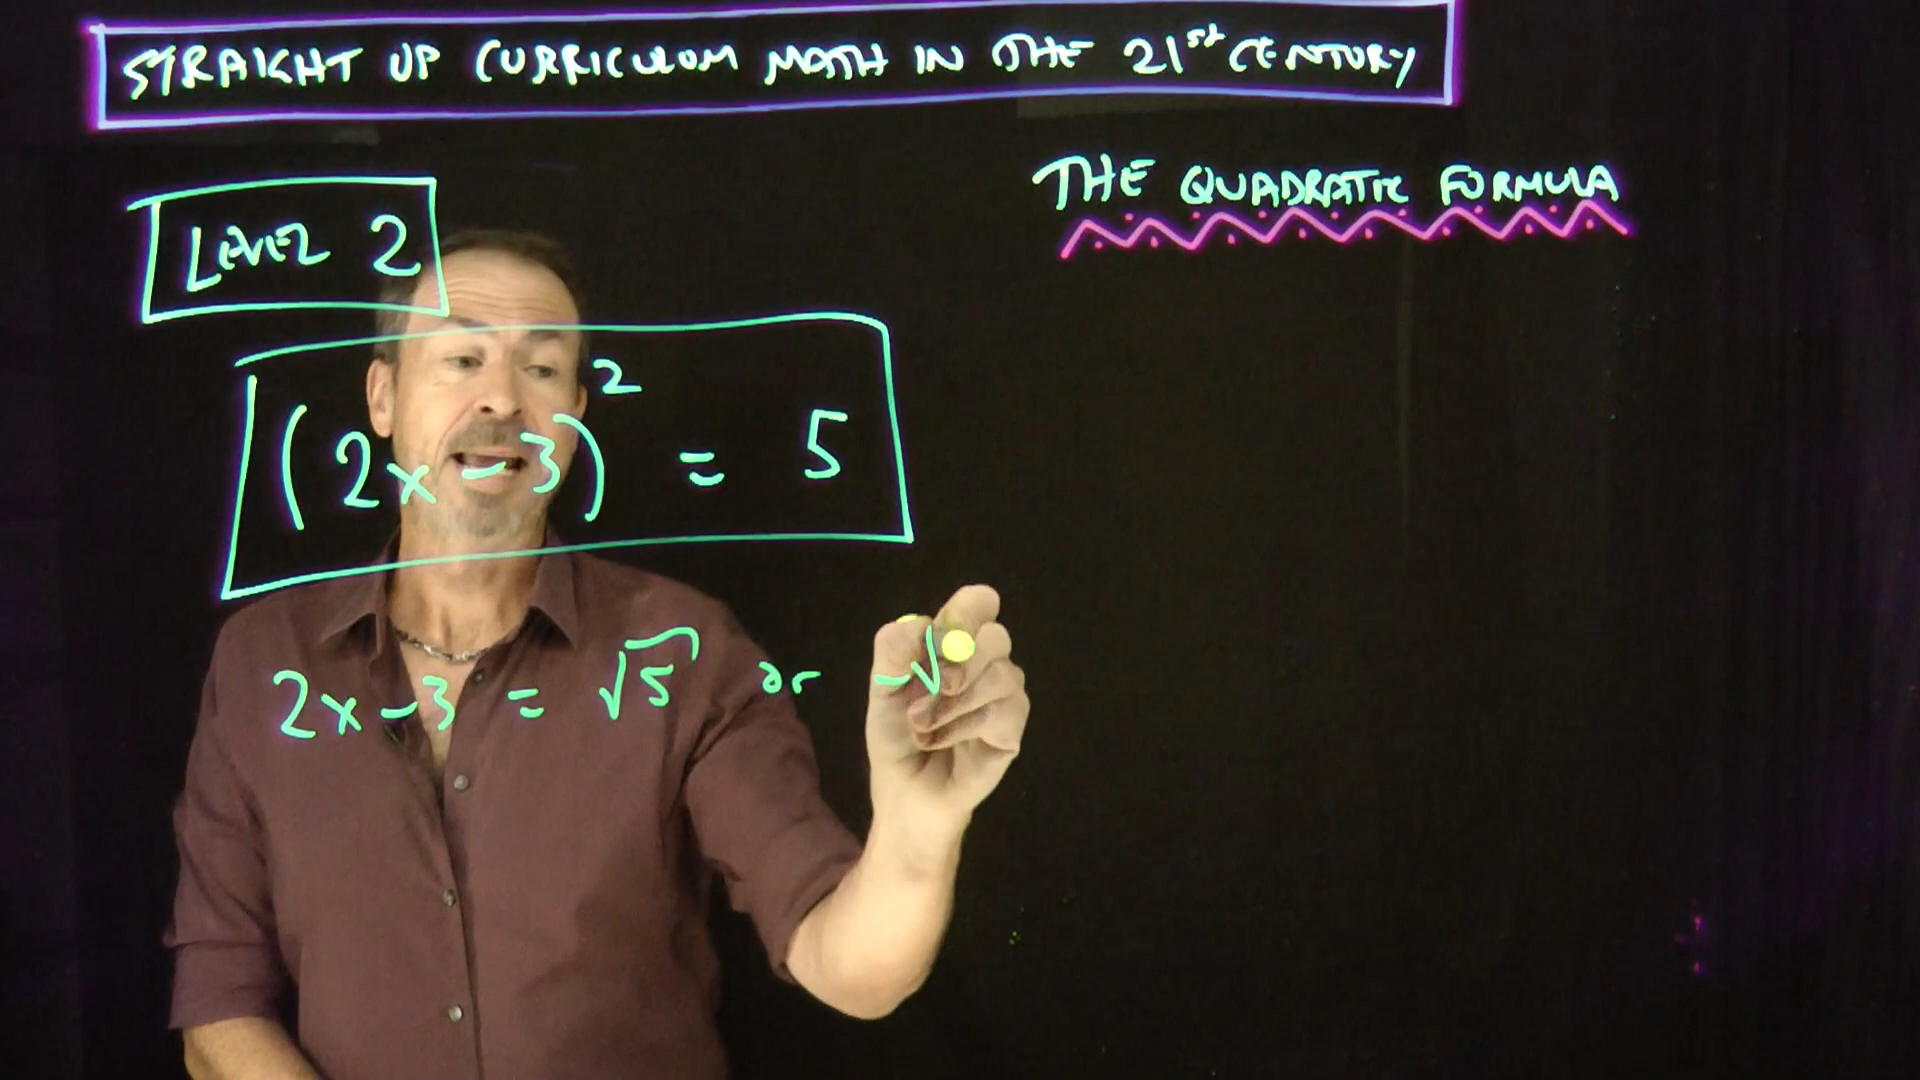 STRAIGHT UP CURRICULUM MATH IN THE 21st CENTURY
THE QUADRATIC FORMULA
LEVEL 2
(2x-3)² = 5
2x-3 = √5 or -√